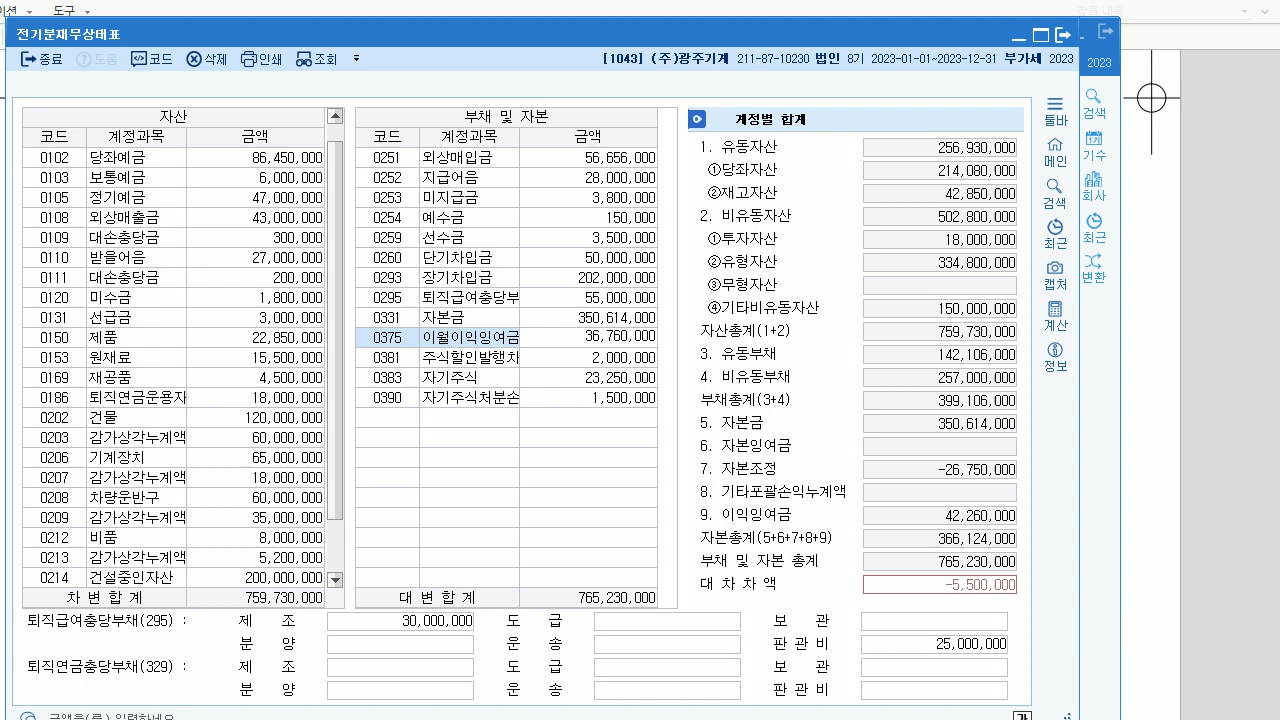 도구
전기분재무상태표
종료 도움 코드 삭제 인쇄 조회 [1043] (주)광주기계 211-87-10230 법인 8기 2023-01-01~2023-12-31 부가세 2023
2023
자산
코드 계정과목 금액
0102 당좌예금 86,450,000
0103 보통예금 6,000,000
0105 정기예금 47,000,000
0108 외상매출금 43,000,000
0109 대손충당금 300,000
0110 받을어음 27,000,000
0111 대손충당금 200,000
0120 미수금 1,800,000
0131 선급금 3,000,000
0150 제품 22,850,000
0153 원재료 15,500,000
0169 재공품 4,500,000
0186 퇴직연금운용자 18,000,000
0202 건물 120,000,000
0203 감가상각누계액 60,000,000
0206 기계장치 65,000,000
0207 감가상각누계액 18,000,000
0208 차량운반구 60,000,000
0209 감가상각누계액 35,000,000
0212 비품 8,000,000
0213 감가상각누계액 5,200,000
0214 건설중인자산 200,000,000
차 변 합 계 759,730,000
부채 및 자본
코드 계정과목 금액
0251 외상매입금 56,656,000
0252 지급어음 28,000,000
0253 미지급금 3,800,000
0254 예수금 150,000
0259 선수금 3,500,000
0260 단기차입금 50,000,000
0293 장기차입금 202,000,000
0295 퇴직급여충당부 55,000,000
0331 자본금 350,614,000
0375 이월이익잉여금 36,760,000
0381 주식할인발행차 2,000,000
0383 자기주식 23,250,000
0390 자기주식처분손 1,500,000
대 변 합 계 765,230,000
계정별 합계
1. 유동자산 256,930,000
①당좌자산 214,080,000
②재고자산 42,850,000
2. 비유동자산 502,800,000
①투자자산 18,000,000
②유형자산 334,800,000
③무형자산
④기타비유동자산 150,000,000
자산총계(1+2) 759,730,000
3. 유동부채 142,106,000
4. 비유동부채 257,000,000
부채총계(3+4) 399,106,000
5. 자본금 350,614,000
6. 자본잉여금
7. 자본조정 -26,750,000
8. 기타포괄손익누계액
9. 이익잉여금 42,260,000
자본총계(5+6+7+8+9) 366,124,000
부채 및 자본 총계 765,230,000
대 차 차 액 -5,500,000
퇴직급여충당부채(295) : 제 조 30,000,000 도 급 보 관
분 양 운 송 판 관 비 25,000,000
퇴직연금충당부채(329) : 제 조 도 급 보 관
분 양 운 송 판 관 비
툴바
메인
검색
최근
캡처
계산
정보
검색
기수
회사
최근
변환